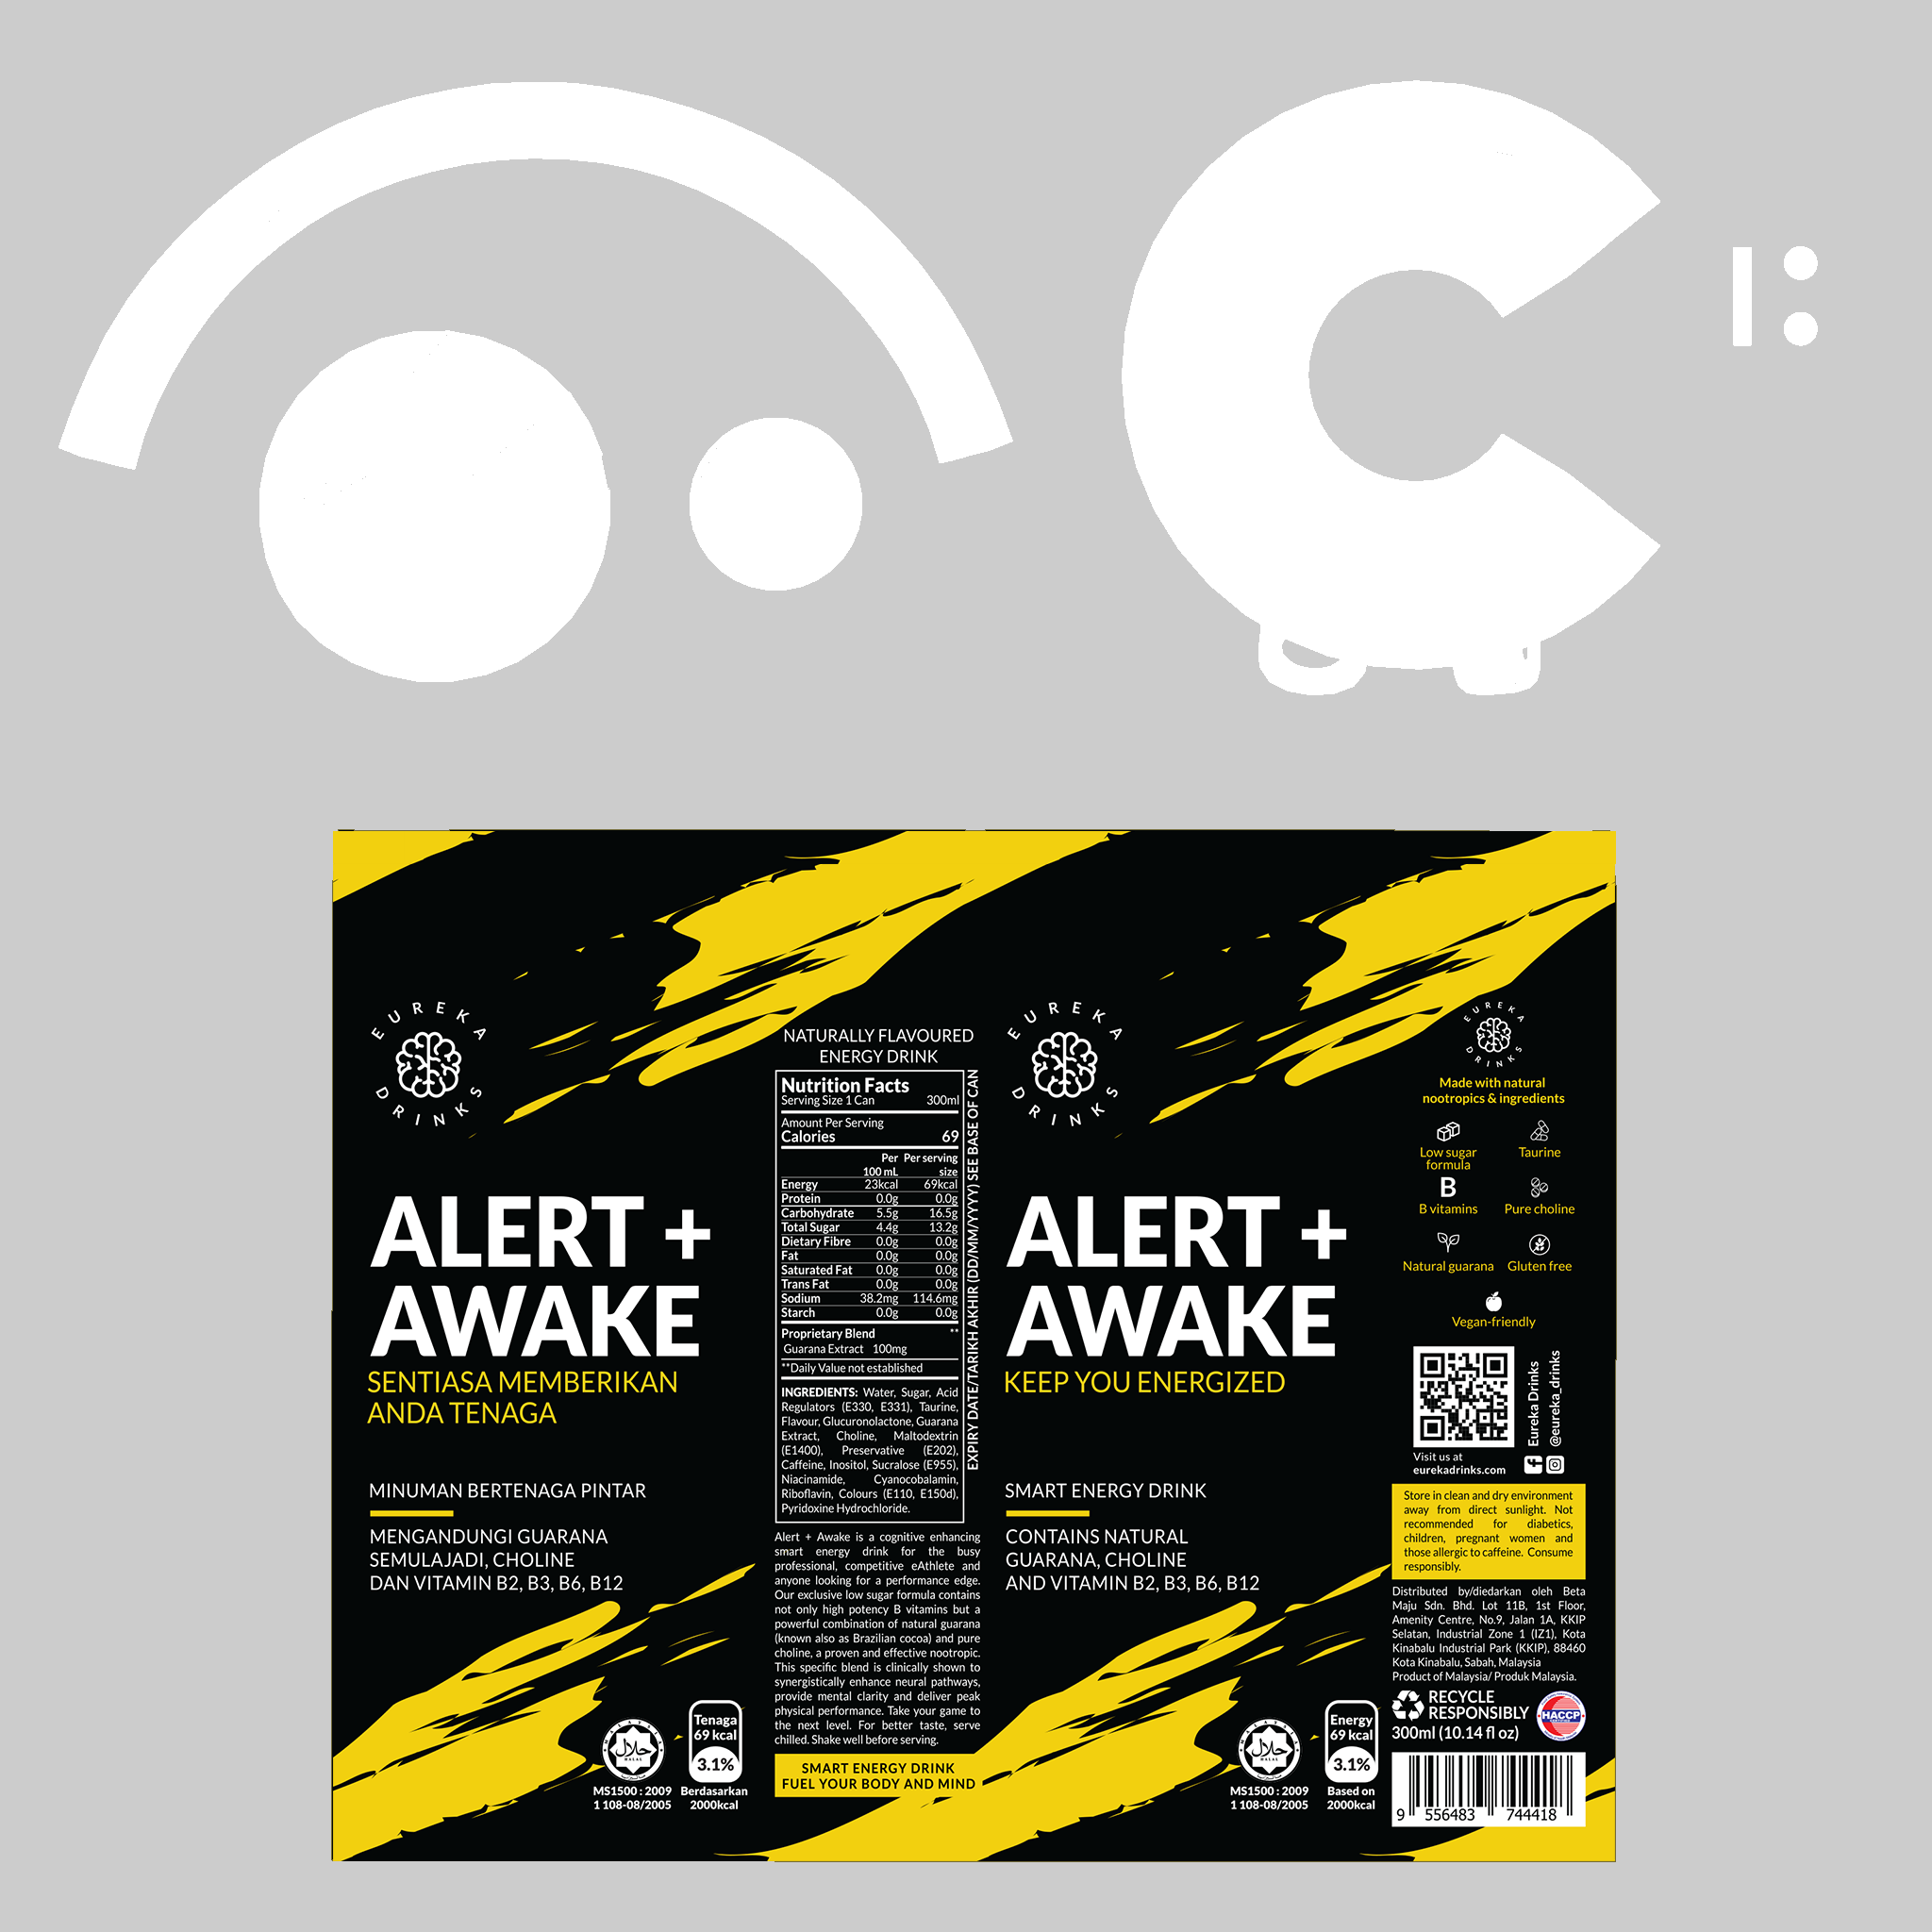 EUREKA
DRINKS
ALERT +
AWAKE
SENTIASA MEMBERIKAN
ANDA TENAGA
MINUMAN BERTENAGA PINTAR
MENGANDUNGI GUARANA
SEMULAJADI, CHOLINE
DAN VITAMIN B2, B3, B6, B12
حلال
HALAL
MS1500 : 2009
1 108-08/2005
Tenaga
69 kcal
3.1%
Berdasarkan
2000kcal
NATURALLY FLAVOURED
ENERGY DRINK
Nutrition Facts
Serving Size 1 Can 300ml
Amount Per Serving
Calories 69
Per Per serving
100 mL size
Energy 23kcal 69kcal
Protein 0.0g 0.0g
Carbohydrate 5.5g 16.5g
Total Sugar 4.4g 13.2g
Dietary Fibre 0.0g 0.0g
Fat 0.0g 0.0g
Saturated Fat 0.0g 0.0g
Trans Fat 0.0g 0.0g
Sodium 38.2mg 114.6mg
Starch 0.0g 0.0g
Proprietary Blend **
Guarana Extract 100mg
**Daily Value not established
INGREDIENTS: Water, Sugar, Acid
Regulators (E330, E331), Taurine,
Flavour, Glucuronolactone, Guarana
Extract, Choline, Maltodextrin
(E1400), Preservative (E202),
Caffeine, Inositol, Sucralose (E955),
Niacinamide, Cyanocobalamin,
Riboflavin, Colours (E110, E150d),
Pyridoxine Hydrochloride.
EXPIRY DATE/TARIKH AKHIR (DD/MM/YYYY) SEE BASE OF CAN
Alert + Awake is a cognitive enhancing
smart energy drink for the busy
professional, competitive eAthlete and
anyone looking for a performance edge.
Our exclusive low sugar formula contains
not only high potency B vitamins but a
powerful combination of natural guarana
(known also as Brazilian cocoa) and pure
choline, a proven and effective nootropic.
This specific blend is clinically shown to
synergistically enhance neural pathways,
provide mental clarity and deliver peak
physical performance. Take your game to
the next level. For better taste, serve
chilled. Shake well before serving.
SMART ENERGY DRINK
FUEL YOUR BODY AND MIND
EUREKA
DRINKS
ALERT +
AWAKE
KEEP YOU ENERGIZED
SMART ENERGY DRINK
CONTAINS NATURAL
GUARANA, CHOLINE
AND VITAMIN B2, B3, B6, B12
حلال
HALAL
MS1500 : 2009
1 108-08/2005
Energy
69 kcal
3.1%
Based on
2000kcal
EUREKA
DRINKS
Made with natural
nootropics & ingredients
Low sugar
formula
Taurine
B
B vitamins
Pure choline
Natural guarana
Gluten free
Vegan-friendly
Eureka Drinks
@eureka_drinks
Visit us at
eurekadrinks.com
Store in clean and dry environment
away from direct sunlight. Not
recommended for diabetics,
children, pregnant women and
those allergic to caffeine. Consume
responsibly.
Distributed by/diedarkan oleh Beta
Maju Sdn. Bhd. Lot 11B, 1st Floor,
Amenity Centre, No.9, Jalan 1A, KKIP
Selatan, Industrial Zone 1 (IZ1), Kota
Kinabalu Industrial Park (KKIP), 88460
Kota Kinabalu, Sabah, Malaysia
Product of Malaysia/ Produk Malaysia.
RECYCLE
RESPONSIBLY
300ml (10.14 fl oz)
HACCP
9 556483 744418